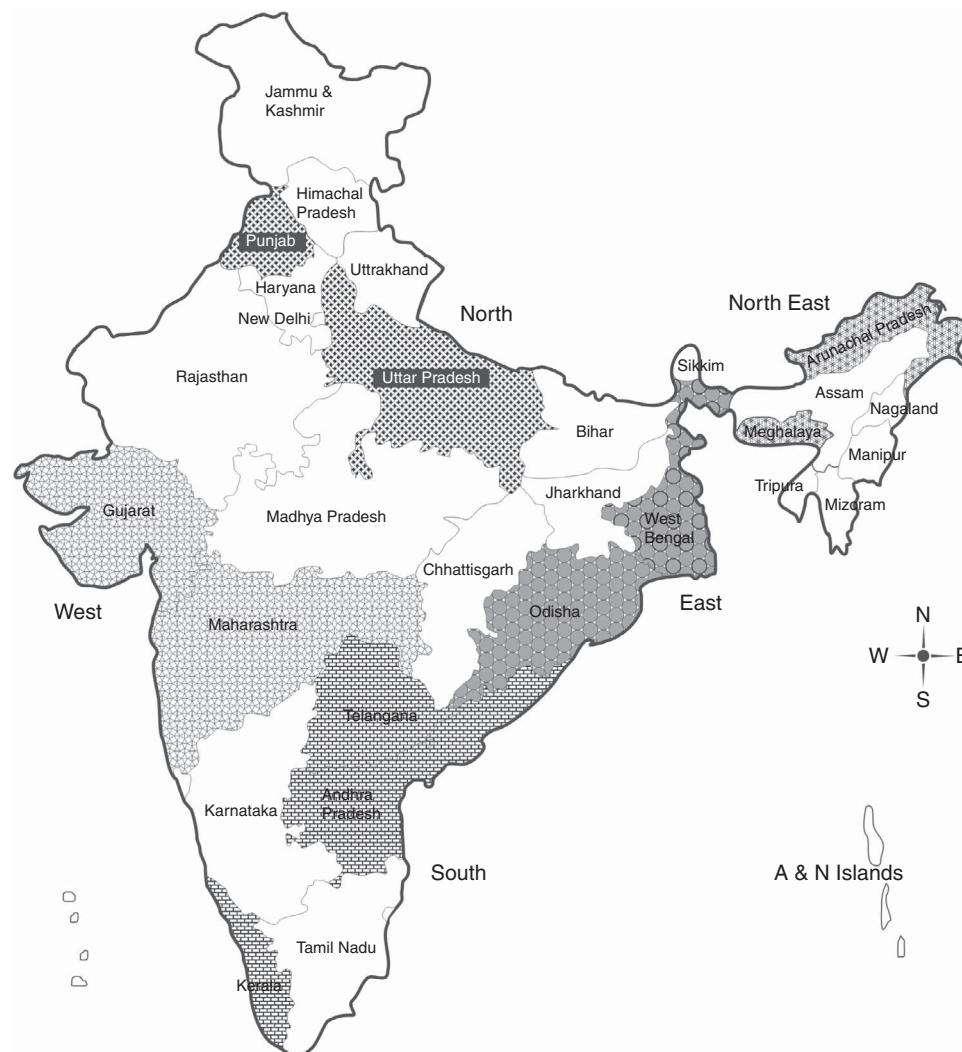 Jammu &
Kashmir
Himachal
Pradesh
Punjab
Uttrakhand
Haryana
New Delhi
North
North East
Arunachal Pradesh
Rajasthan
Uttar Pradesh
Sikkim
Assam
Nagaland
Bihar
Meghalaya
Manipur
Gujarat
Madhya Pradesh
Jharkhand
Tripura
Mizoram
West
Bengal
Chhattisgarh
West
Maharashtra
Odisha
East
N
W
E
S
Telangana
Karnataka
Andhra
Pradesh
South
A & N Islands
Tamil Nadu
Kerala